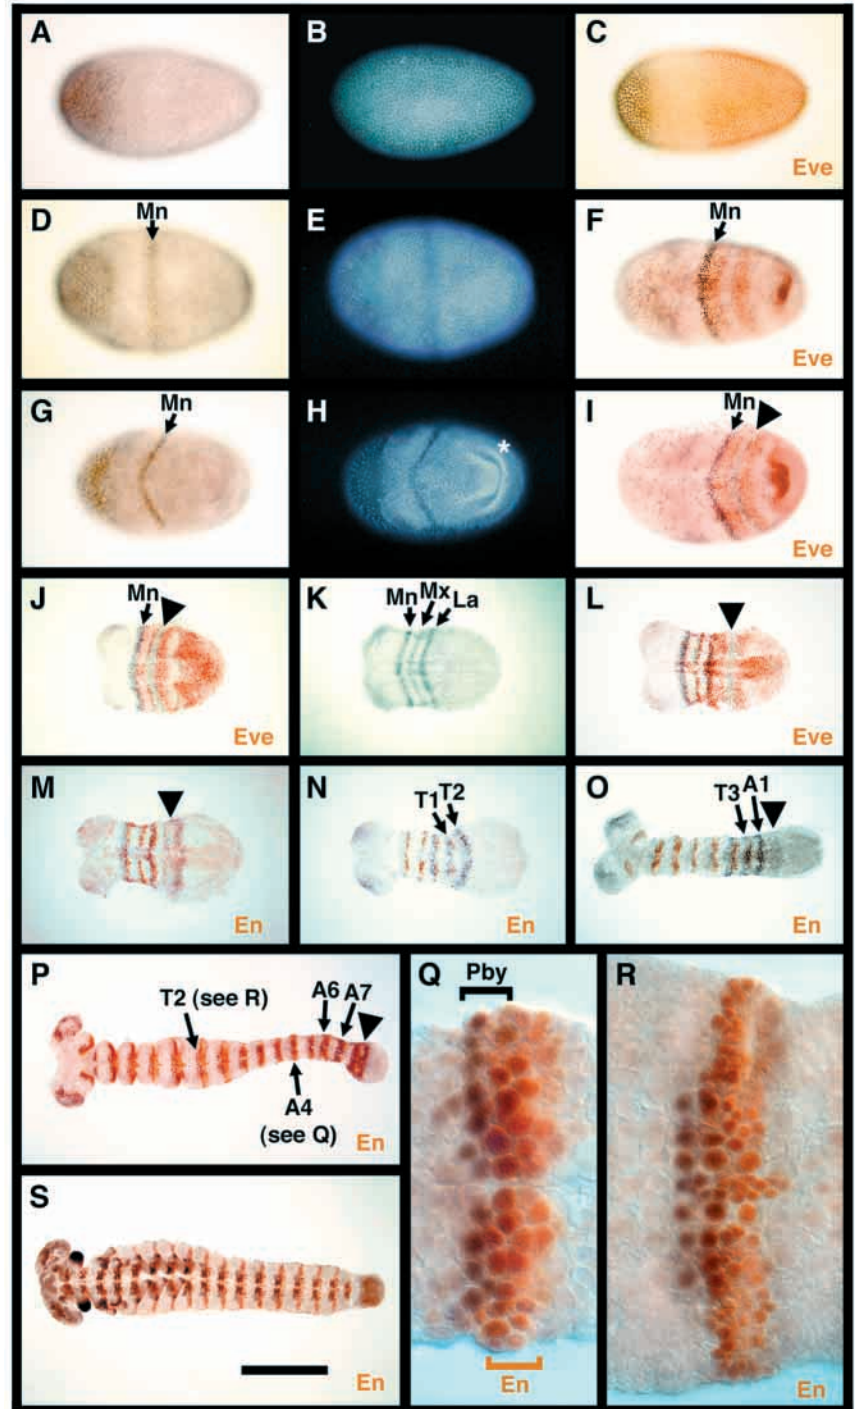 A
B
C
Eve
D
Mn
E
F
Mn
Eve
G
Mn
H
*
I
Mn
Eve
J
Mn
Eve
K
Mn Mx La
L
Eve
M
En
N
T1 T2
En
O
T3 A1
En
P
T2 (see R)
A6 A7
A4
(see Q)
En
Q
Pby
En
R
En
S
En